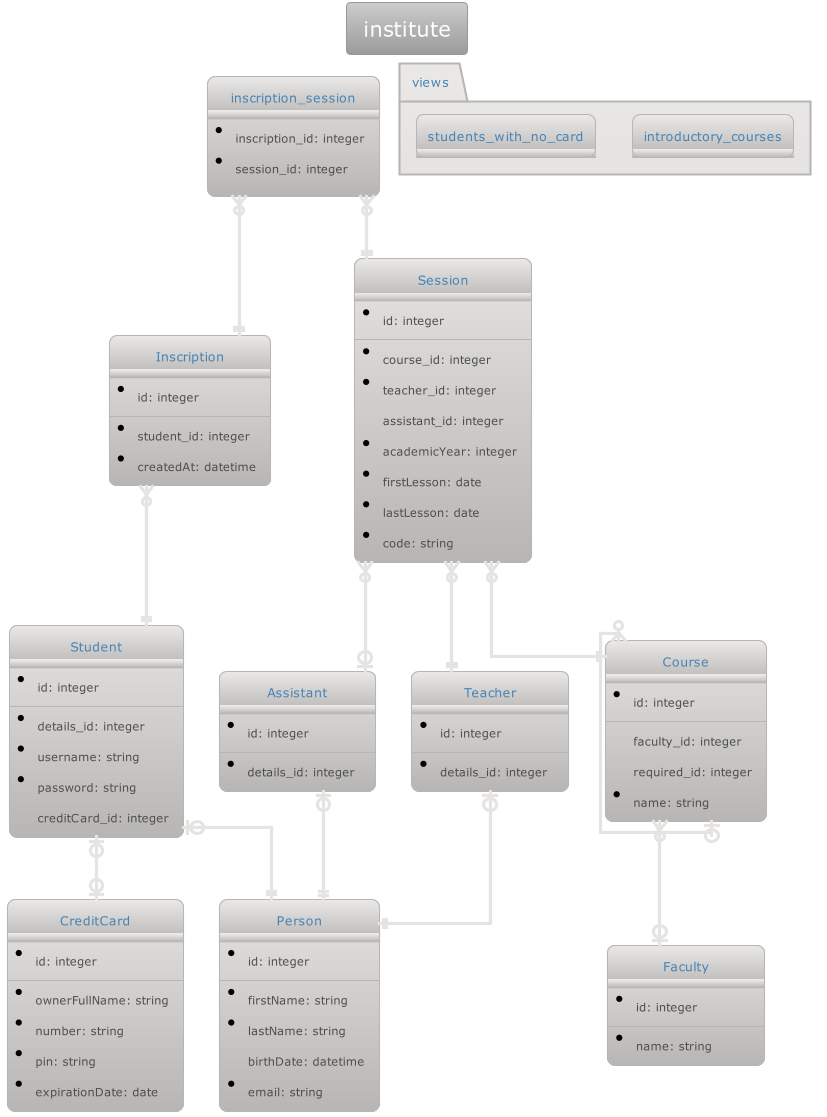 institute
views
students_with_no_card
introductory_courses
inscription_session
inscription_id: integer
session_id: integer
Session
id: integer
course_id: integer
teacher_id: integer
assistant_id: integer
academicYear: integer
firstLesson: date
lastLesson: date
code: string
Inscription
id: integer
student_id: integer
createdAt: datetime
Student
id: integer
details_id: integer
username: string
password: string
creditCard_id: integer
Assistant
id: integer
details_id: integer
Teacher
id: integer
details_id: integer
Course
id: integer
faculty_id: integer
required_id: integer
name: string
CreditCard
id: integer
ownerFullName: string
number: string
pin: string
expirationDate: date
Person
id: integer
firstName: string
lastName: string
birthDate: datetime
email: string
Faculty
id: integer
name: string